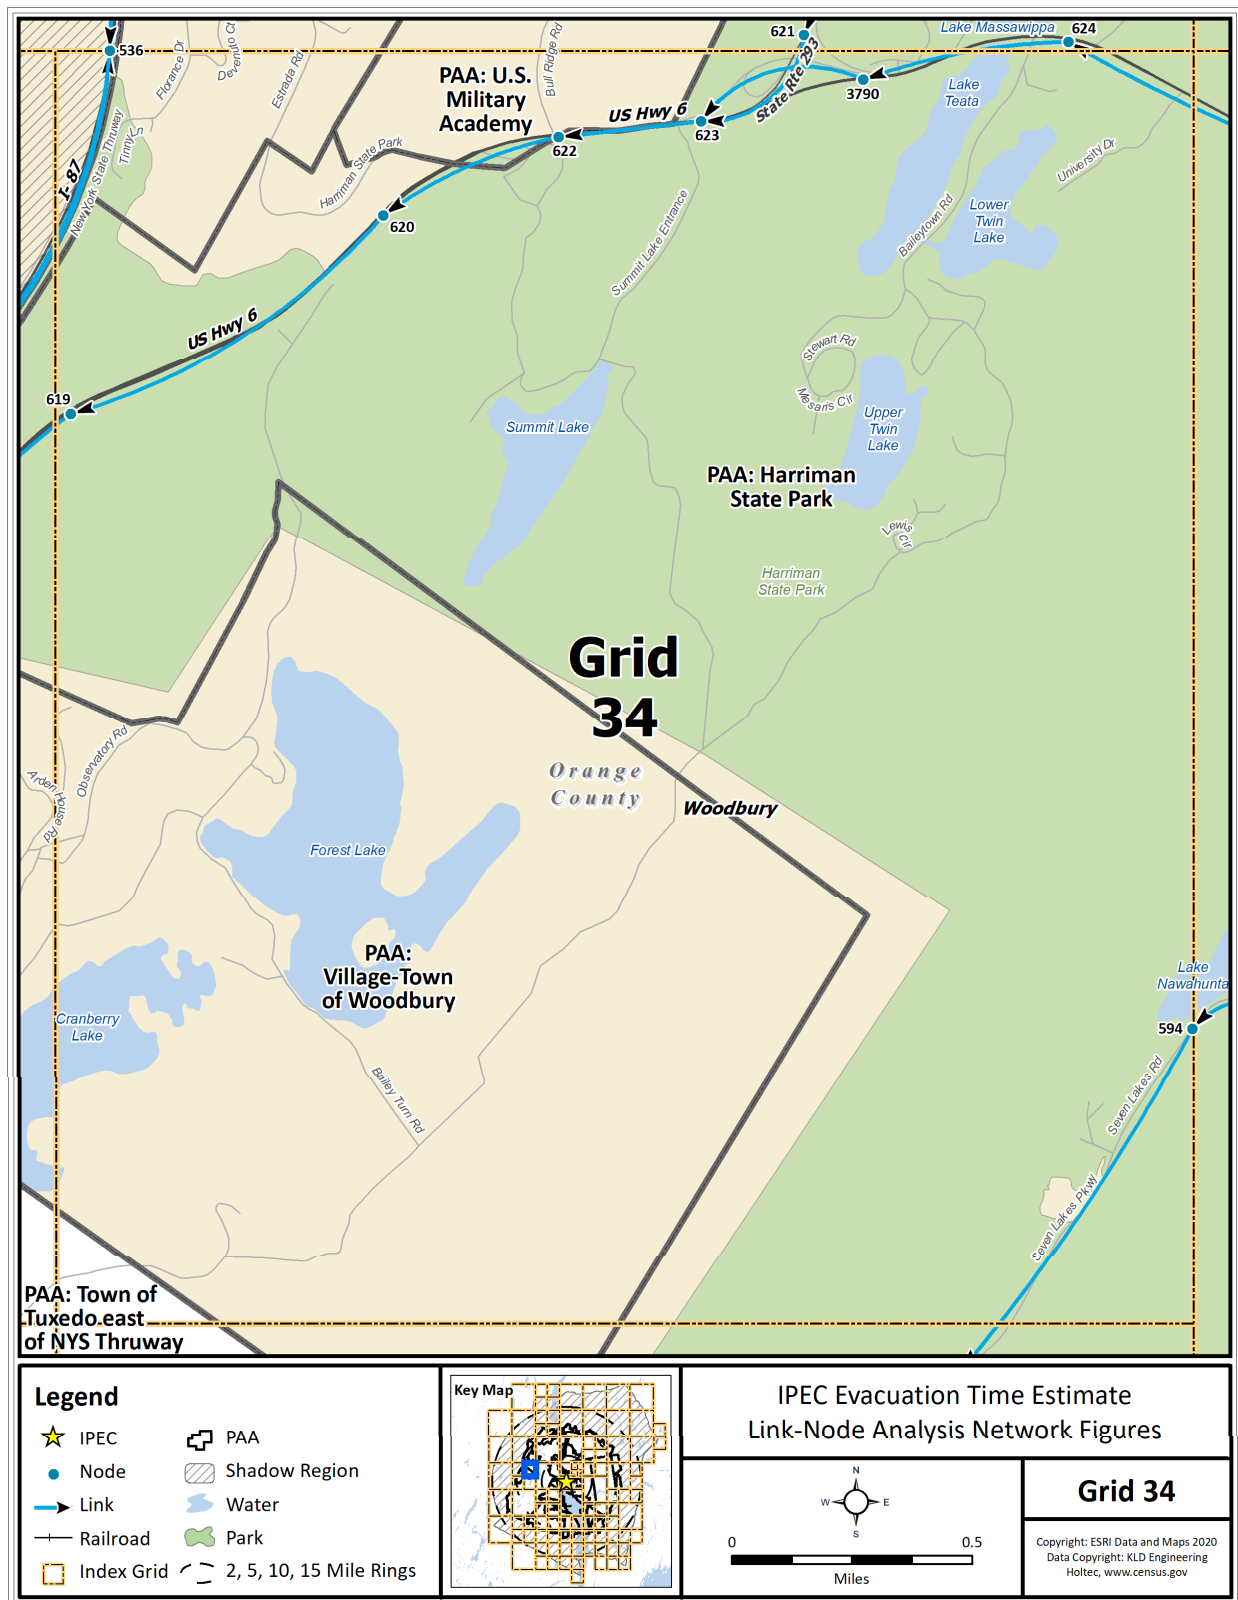 536
Florance Dr
Estrada Rd
Bull Ridge Rd
PAA: U.S.
Military
Academy
621
Lake Massawippa
624
State Rte 293
3790
Lake
Teata
US Hwy 6
623
622
University Dr
I- 87
New York State Thruway
Harriman State Park
620
Summit Lake Entrance
Baileytown Rd
Lower
Twin
Lake
US Hwy 6
619
Stewart Rd
Mesaris Cir
Upper
Twin
Lake
Summit Lake
PAA: Harriman
State Park
Lewis
Cir
Harriman
State Park
Grid
34
Orange
County
Woodbury
Observatory Rd
Arden House Rd
Forest Lake
PAA:
Village-Town
of Woodbury
Cranberry
Lake
Lake
Nawahunta
594
Bailey Turn Rd
Seven Lakes Rd
Seven Lakes Pkwy
PAA: Town of
Tuxedo east
of NYS Thruway
Legend
IPEC
Node
Link
Railroad
Index Grid
PAA
Shadow Region
Water
Park
2, 5, 10, 15 Mile Rings
Key Map
IPEC Evacuation Time Estimate
Link-Node Analysis Network Figures
N
W E
S
0 0.5
Miles
Grid 34
Copyright: ESRI Data and Maps 2020
Data Copyright: KLD Engineering
Holtec, www.census.gov